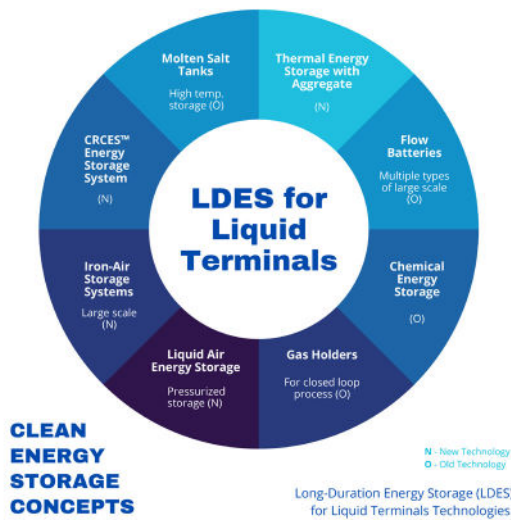 Molten Salt
Tanks
High temp.
storage (O)
Thermal Energy
Storage with
Aggregate
(N)
Flow
Batteries
Multiple types
of large scale
(O)
Chemical
Energy
Storage
(O)
Gas Holders
For closed loop
process (O)
Liquid Air
Energy Storage
Pressurized
storage (N)
Iron-Air
Storage
Systems
Large scale
(N)
CRCES™
Energy
Storage
System
(N)
LDES for
Liquid
Terminals
CLEAN
ENERGY
STORAGE
CONCEPTS
N - New Technology
O - Old Technology
Long-Duration Energy Storage (LDES)
for Liquid Terminals Technologies